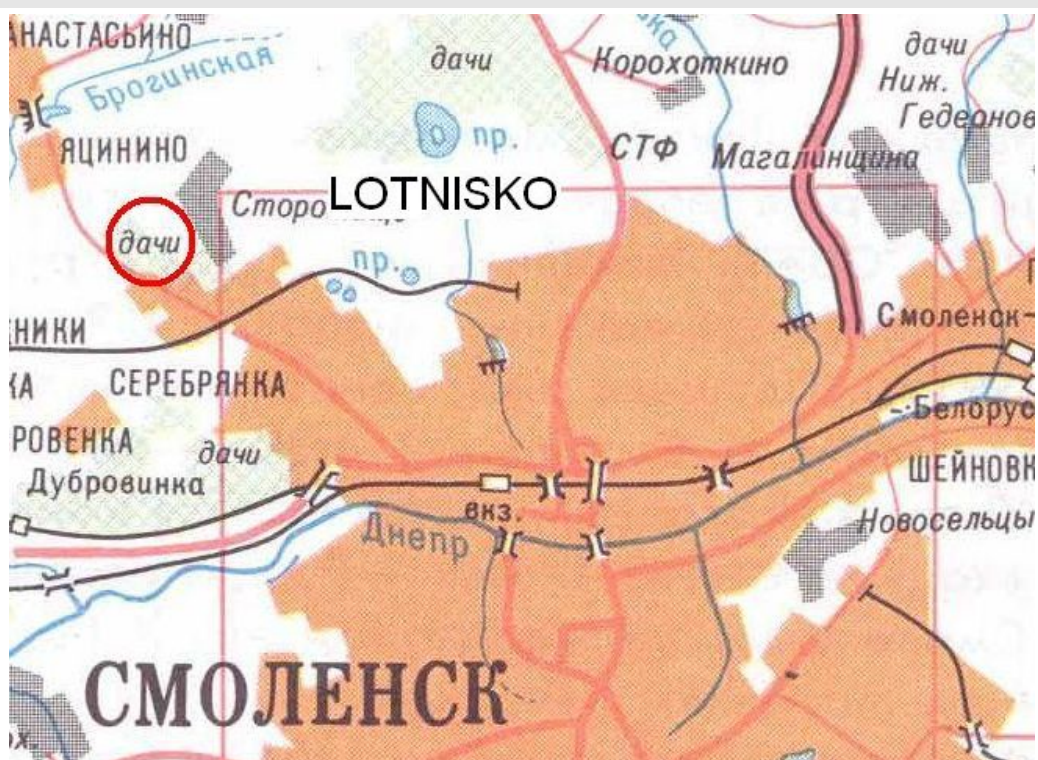 АНАСТАСЬИНО
Брогинская
дачи
Корохоткино
дачи
Ниж.
Гедеонов
пр.
СТФ
Магалинщина
ЯЦИНИНО
LOTNISKO
дачи
пр.
Смоленск-
НИКИ
КА
СЕРЕБРЯНКА
Белорус
РОВЕНКА
дачи
Дубровинка
ШЕЙНОВК
вкз.
Новосельцы
Днепр
СМОЛЕНСК